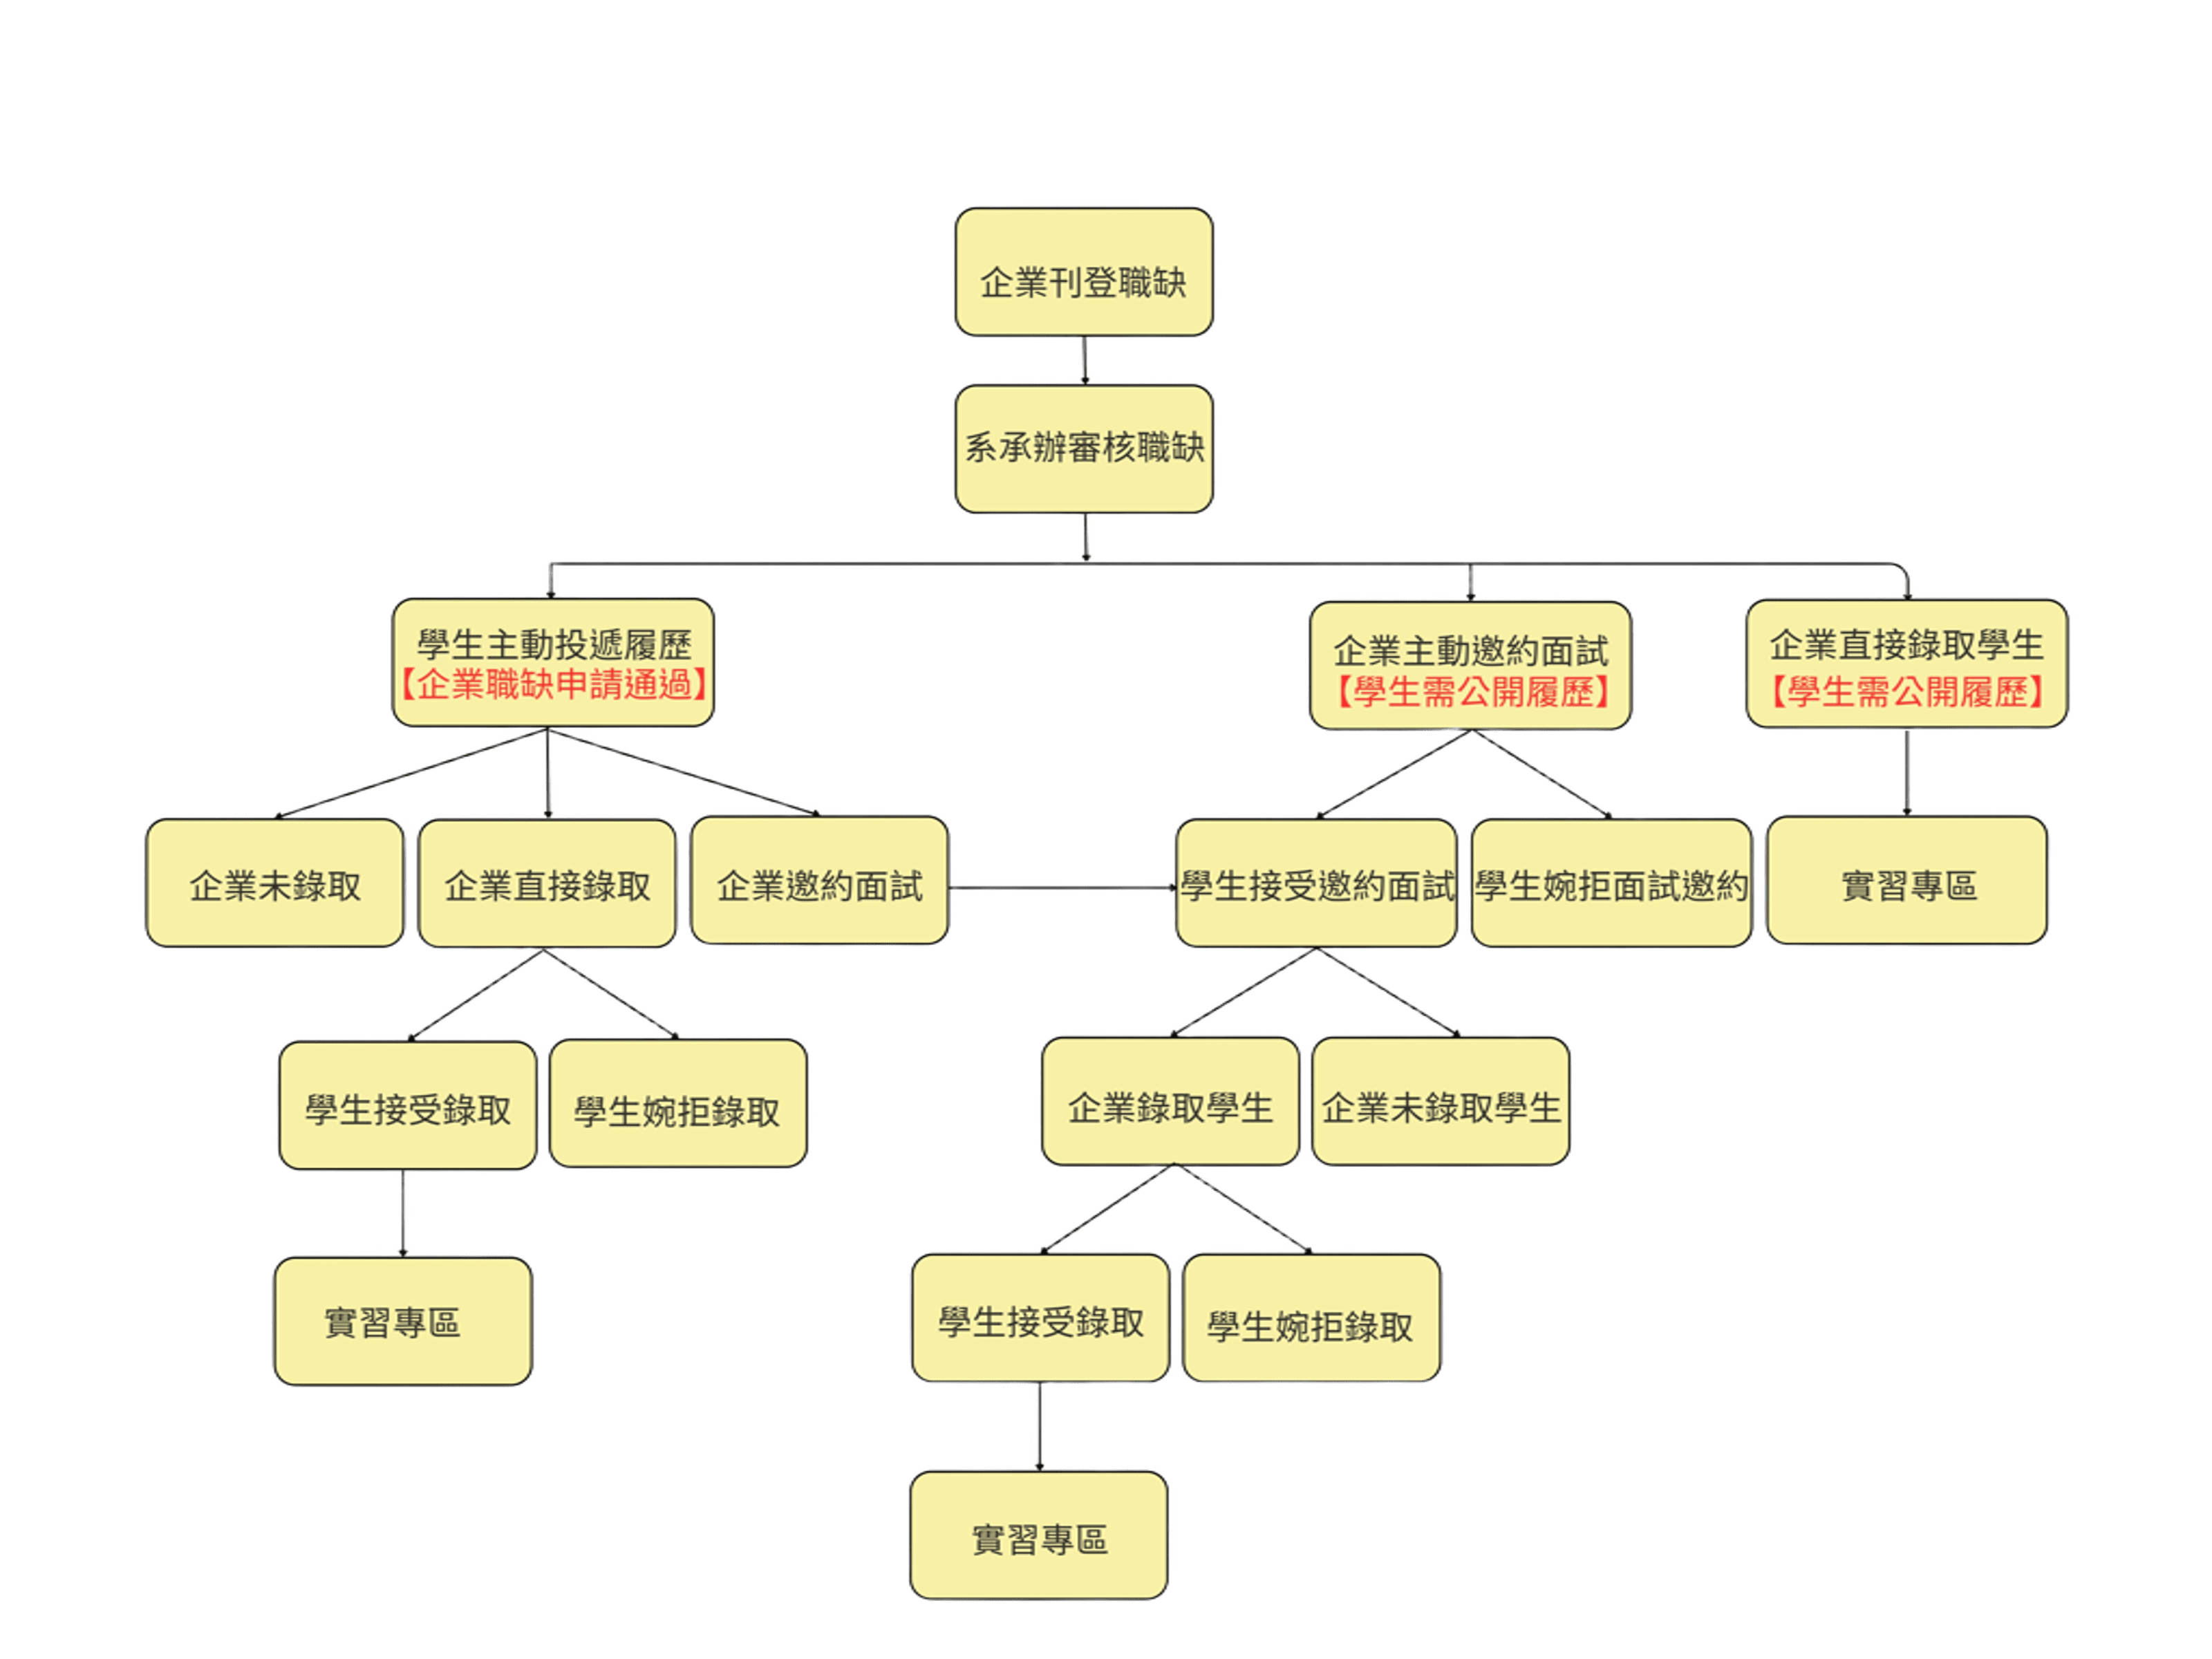 企業刊登職缺
系承辦審核職缺
學生主動投遞履歷
【企業職缺申請通過】
企業主動邀約面試
【學生需公開履歷】
企業直接錄取學生
【學生需公開履歷】
企業未錄取
企業直接錄取
企業邀約面試
學生接受邀約面試
學生婉拒面試邀約
實習專區
學生接受錄取
學生婉拒錄取
企業錄取學生
企業未錄取學生
實習專區
學生接受錄取
學生婉拒錄取
實習專區